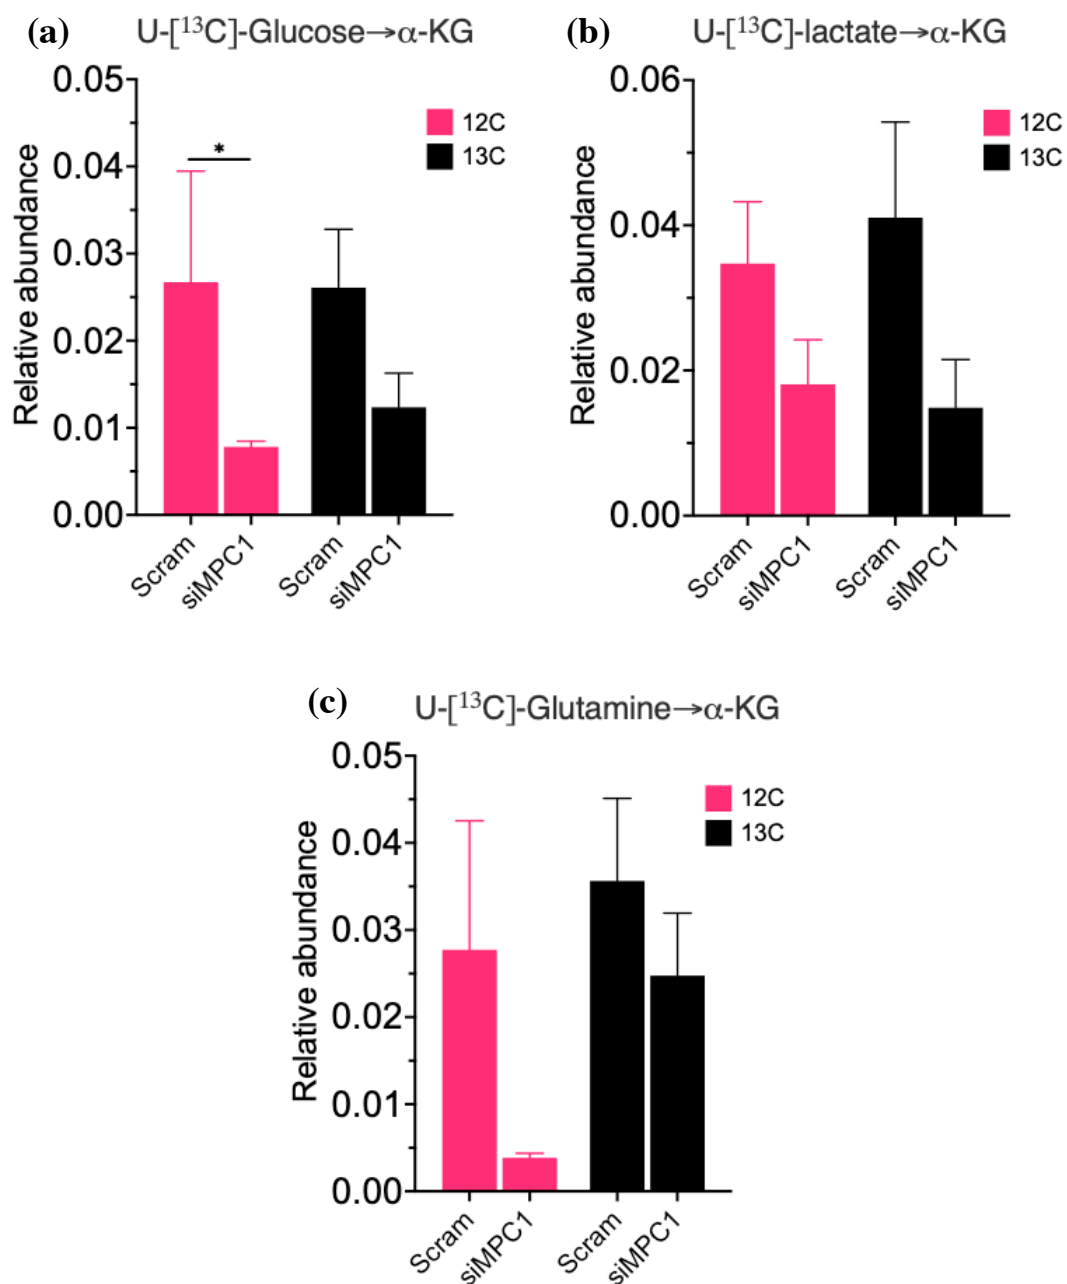 (a) U-[¹³C]-Glucose→α-KG
Relative abundance
0.05
0.04
0.03
0.02
0.01
0.00
*
12C
13C
Scram
siMPC1
Scram
siMPC1
(b) U-[¹³C]-lactate→α-KG
Relative abundance
0.06
0.04
0.02
0.00
12C
13C
Scram
siMPC1
Scram
siMPC1
(c) U-[¹³C]-Glutamine→α-KG
Relative abundance
0.05
0.04
0.03
0.02
0.01
0.00
12C
13C
Scram
siMPC1
Scram
siMPC1